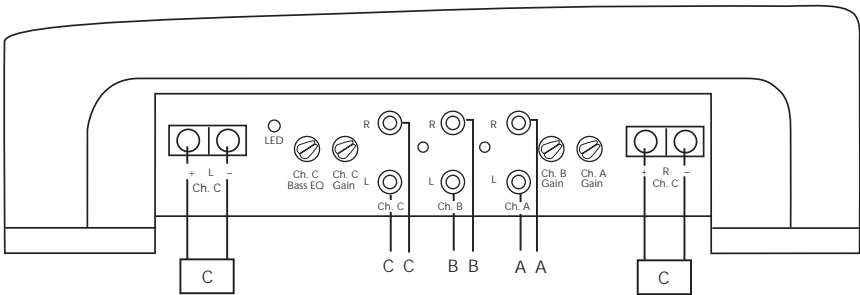 LED
R R R
+ L −
Ch. C
Ch. C Bass EQ
Ch. C Gain
L L L
Ch. C Ch. B Ch. A
Ch. B Gain
Ch. A Gain
+ R −
Ch. C
C C B B A A
C C